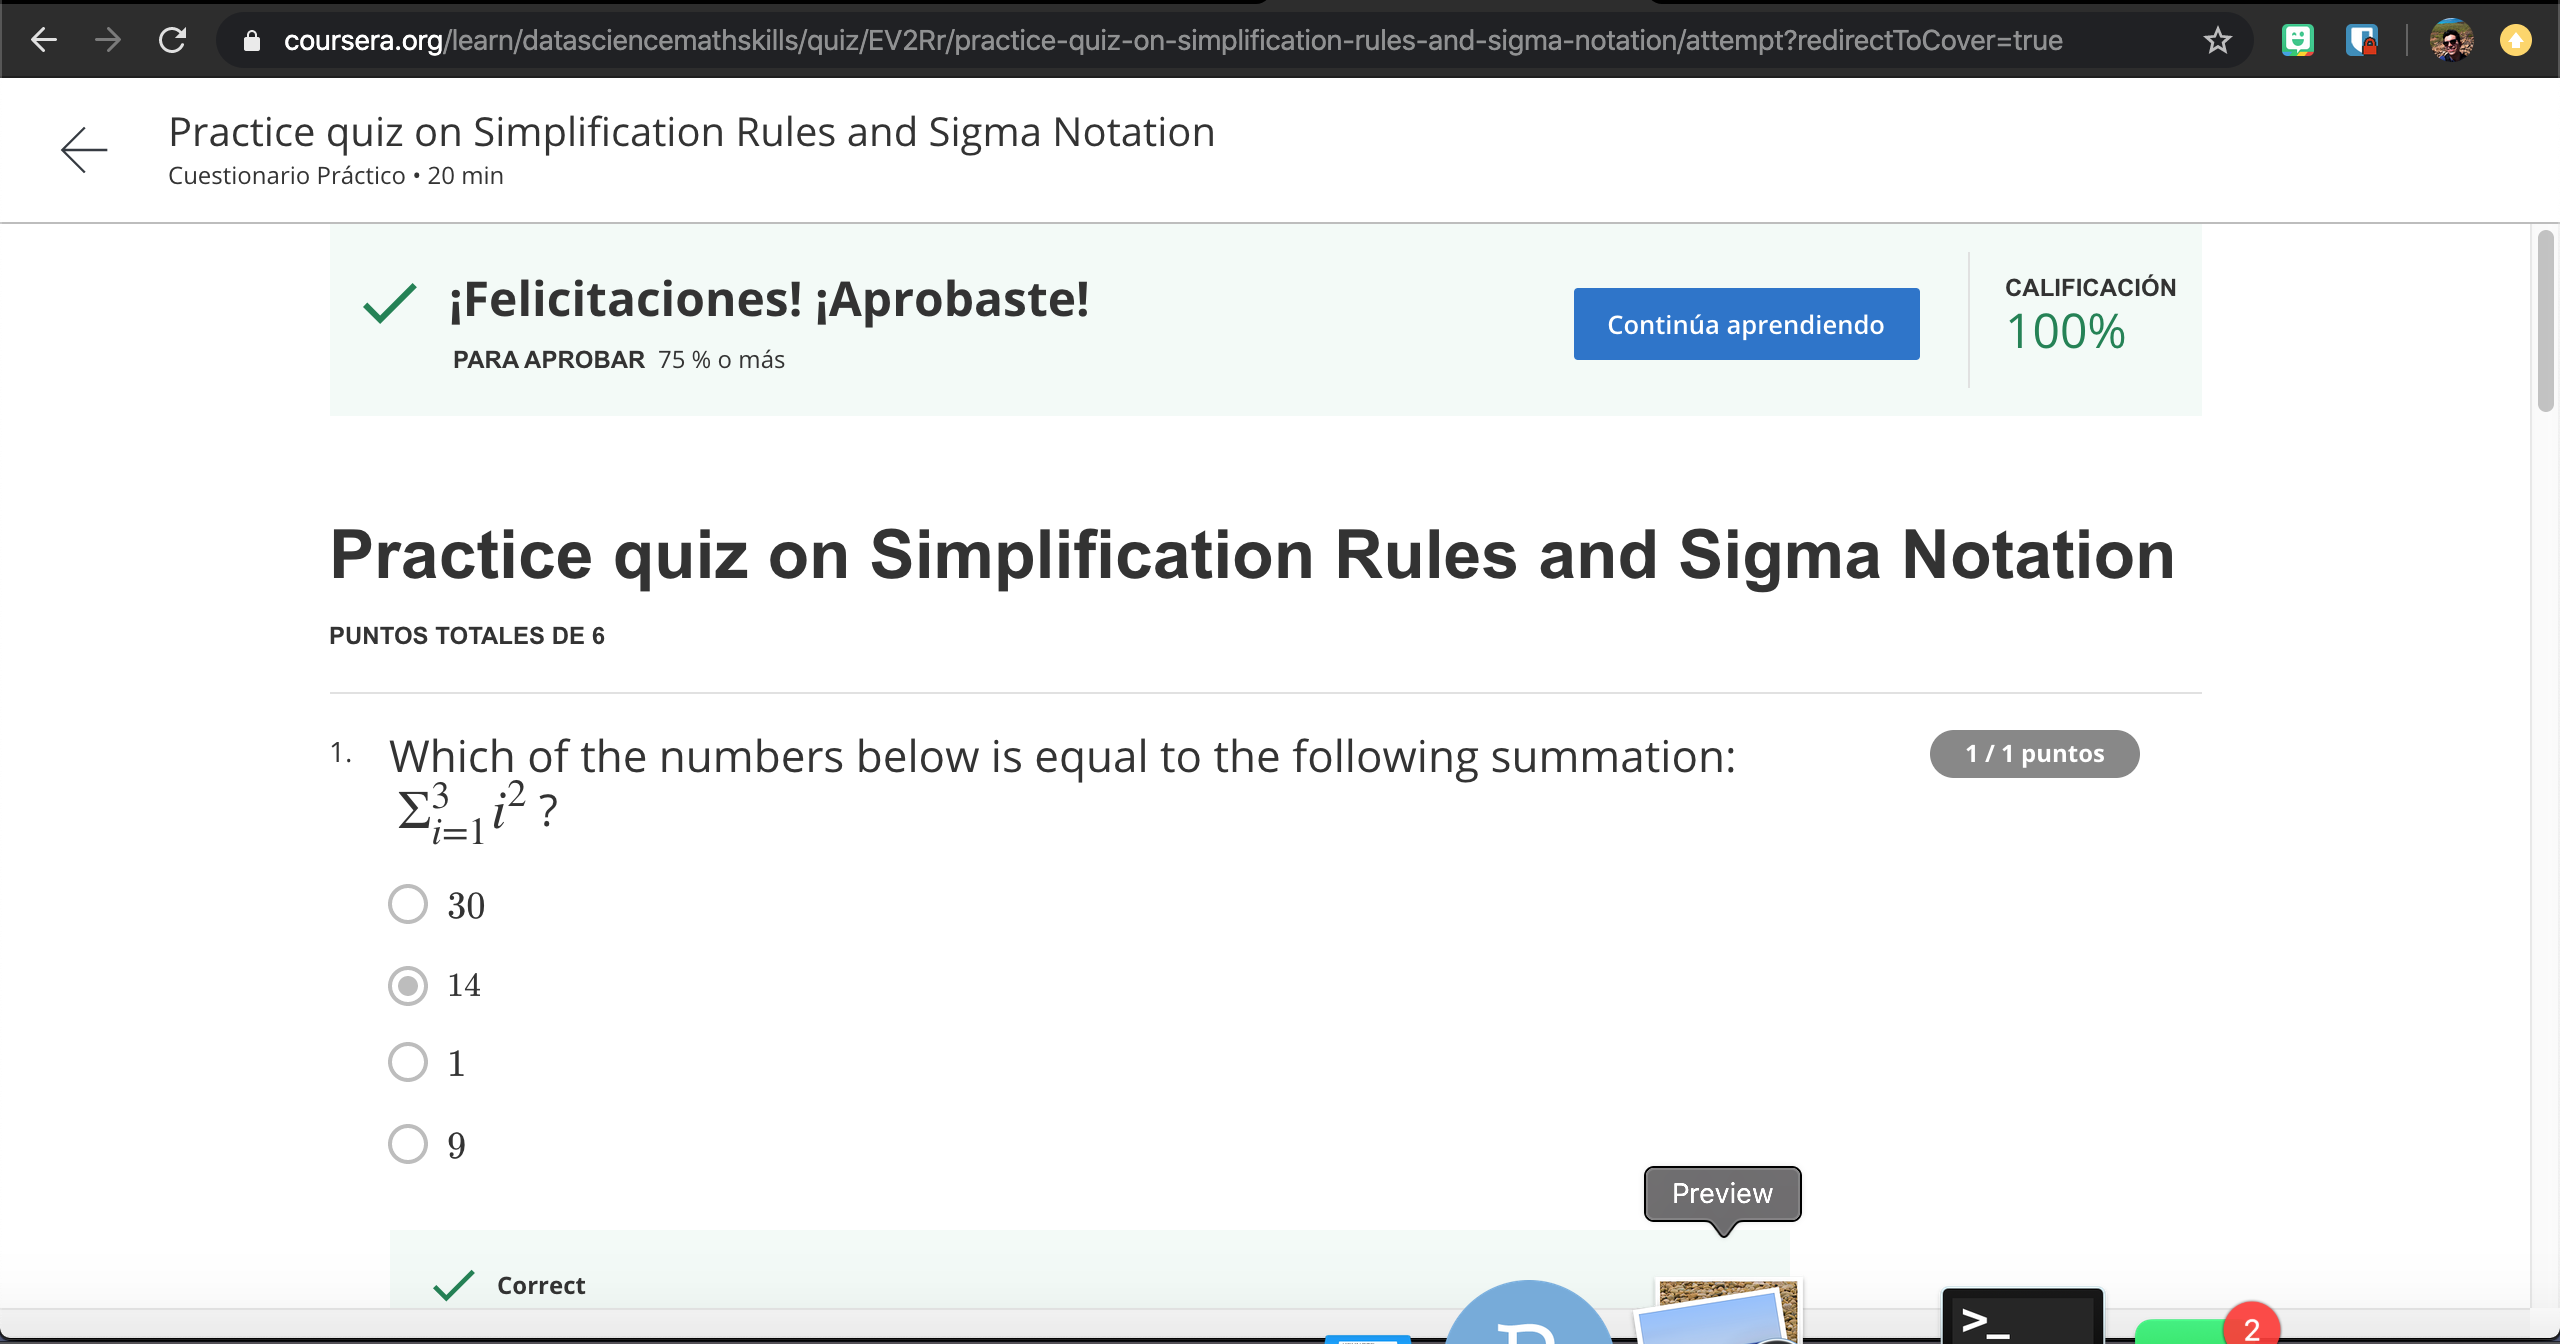 coursera.org/learn/datasciencemathskills/quiz/EV2Rr/practice-quiz-on-simplification-rules-and-sigma-notation/attempt?redirectToCover=true
Practice quiz on Simplification Rules and Sigma Notation
Cuestionario Práctico • 20 min
¡Felicitaciones! ¡Aprobaste!
PARA APROBAR 75 % o más
Continúa aprendiendo
CALIFICACIÓN
100%
Practice quiz on Simplification Rules and Sigma Notation
PUNTOS TOTALES DE 6
1. Which of the numbers below is equal to the following summation:
1 / 1 puntos
Σ³ᵢ₌₁ i² ?
30
14
1
9
Preview
Correct
>_
2